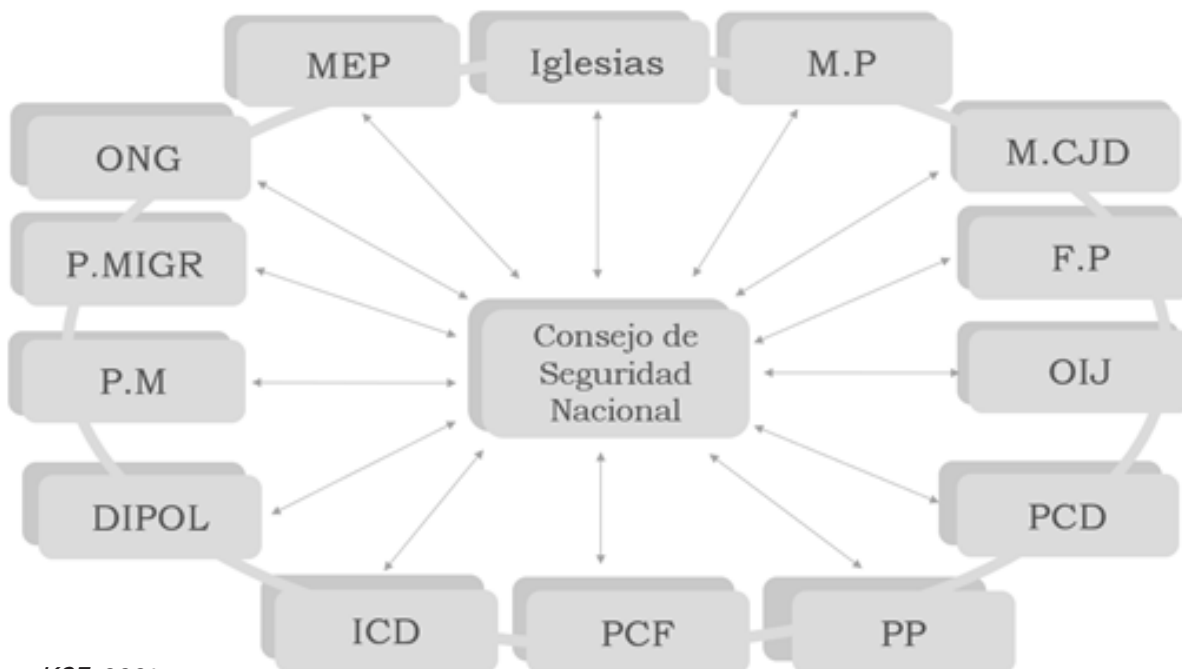 MEP
Iglesias
M.P
ONG
M.CJD
P.MIGR
F.P
Consejo de
Seguridad
Nacional
P.M
OIJ
DIPOL
PCD
ICD
PCF
PP